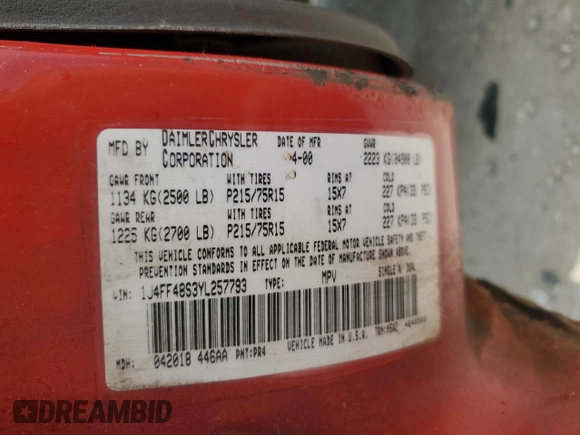 MFD BY DAIMLERCHRYSLER CORPORATION
DATE OF MFR 4-00
GVWR 2223 KG(04900 LB)
GAWR FRONT WITH TIRES RIMS AT COLD
1134 KG(2500 LB) P215/75R15 15X7 227 KPA(33 PSI)
GAWR REAR WITH TIRES RIMS AT COLD
1225 KG(2700 LB) P215/75R15 15X7 227 KPA(33 PSI)
THIS VEHICLE CONFORMS TO ALL APPLICABLE FEDERAL MOTOR VEHICLE SAFETY AND THEFT
PREVENTION STANDARDS IN EFFECT ON THE DATE OF MANUFACTURE SHOWN ABOVE.
VIN: 1J4FF48S3YL257793 TYPE: MPV SINGLE X DUAL
MDH: 042018 446AA PNT:PR4 VEHICLE MADE IN U.S.A.
DREAMBID